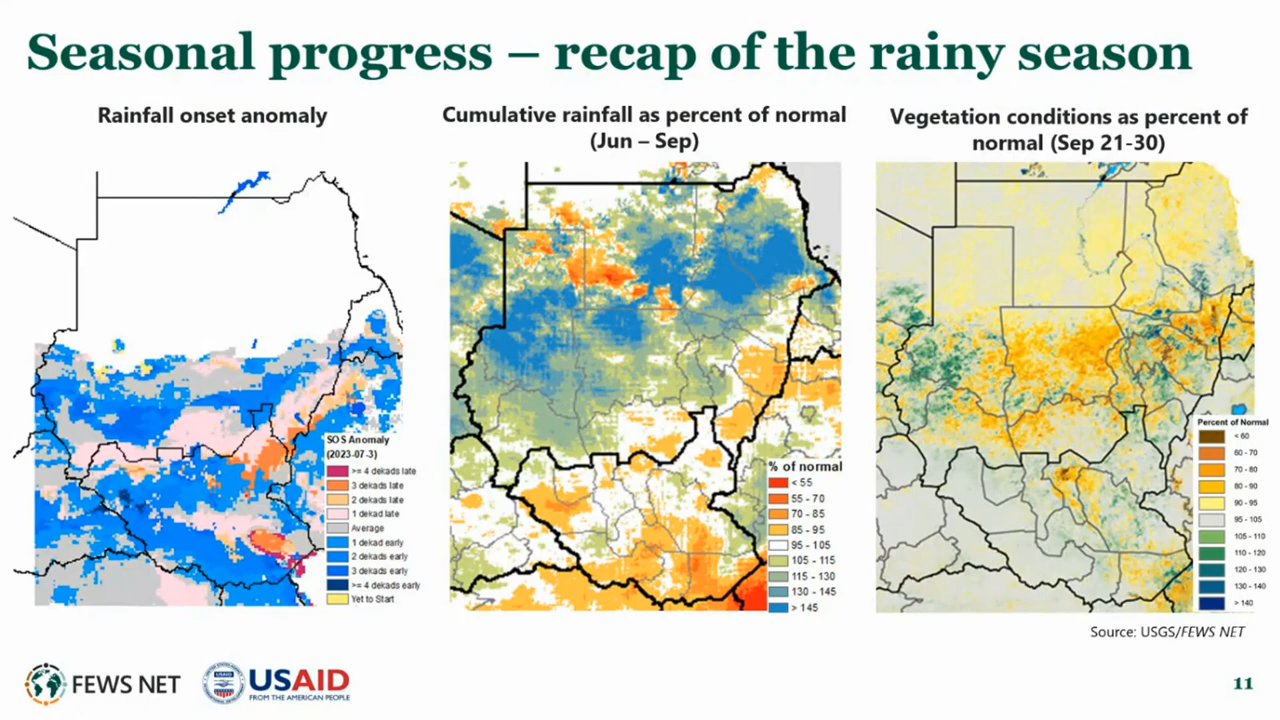 Seasonal progress – recap of the rainy season
Rainfall onset anomaly
SOS Anomaly
(2023-07-3)
>= 4 dekads late
3 dekads late
2 dekads late
1 dekad late
Average
1 dekad early
2 dekads early
3 dekads early
>= 4 dekads early
Yet to Start
Cumulative rainfall as percent of normal
(Jun – Sep)
% of normal
< 55
55 - 70
70 - 85
85 - 95
95 - 105
105 - 115
115 - 130
130 - 145
> 145
Vegetation conditions as percent of
normal (Sep 21-30)
Percent of Normal
< 60
60 - 70
70 - 80
80 - 90
90 - 95
95 - 105
105 - 110
110 - 120
120 - 130
130 - 140
> 140
Source: USGS/FEWS NET
FEWS NET
USAID
FROM THE AMERICAN PEOPLE
11